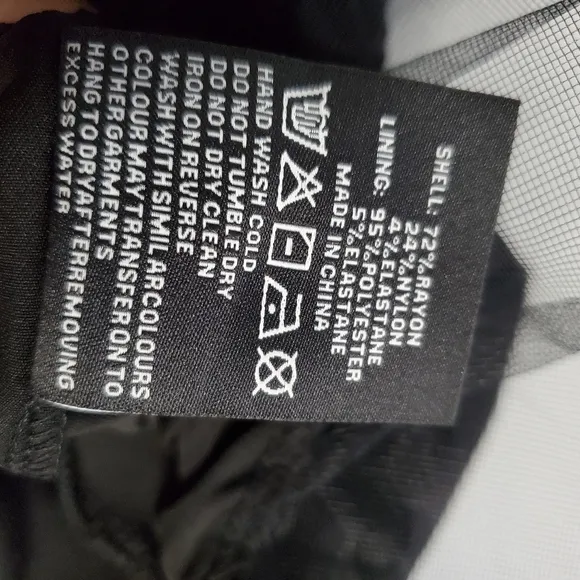 SHELL: 72%RAYON
24%NYLON
4%ELASTANE
LINING: 95%POLYESTER
5%ELASTANE
MADE IN CHINA
HAND WASH COLD
DO NOT TUMBLE DRY
DO NOT DRY CLEAN
IRON ON REVERSE
WASH WITH SIMILAR COLOURS
COLOUR MAY TRANSFER ON TO
OTHER GARMENTS
HANG TO DRY AFTER REMOVING
EXCESS WATER